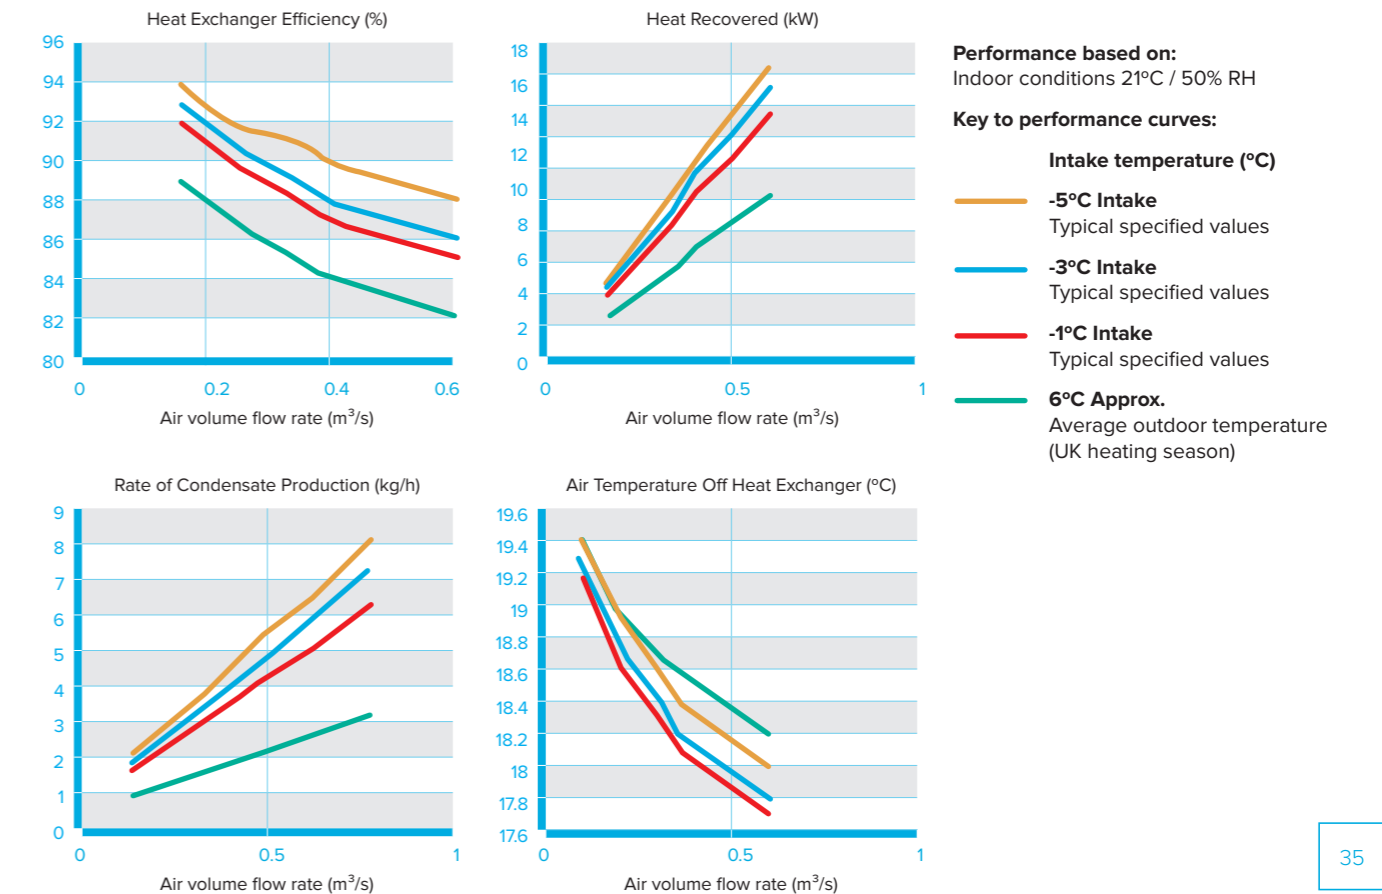 Heat Exchanger Efficiency (%)
96
94
92
90
88
86
84
82
80
0
0.2
0.4
0.6
Air volume flow rate (m³/s)
Heat Recovered (kW)
18
16
14
12
10
8
6
4
2
0
0
0.5
1
Air volume flow rate (m³/s)
Performance based on:
Indoor conditions 21ºC / 50% RH
Key to performance curves:
Intake temperature (ºC)
-5ºC Intake
Typical specified values
-3ºC Intake
Typical specified values
-1ºC Intake
Typical specified values
6ºC Approx.
Average outdoor temperature
(UK heating season)
Rate of Condensate Production (kg/h)
9
8
7
6
5
4
3
2
1
0
0
0.5
1
Air volume flow rate (m³/s)
Air Temperature Off Heat Exchanger (ºC)
19.6
19.4
19.2
19
18.8
18.6
18.4
18.2
18
17.8
17.6
0
0.5
1
Air volume flow rate (m³/s)
35